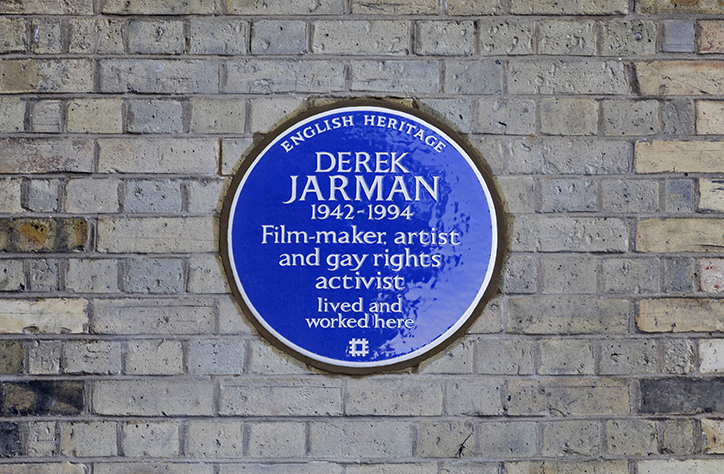 ENGLISH HERITAGE
DEREK
JARMAN
1942-1994
Film-maker, artist
and gay rights
activist
lived and
worked here